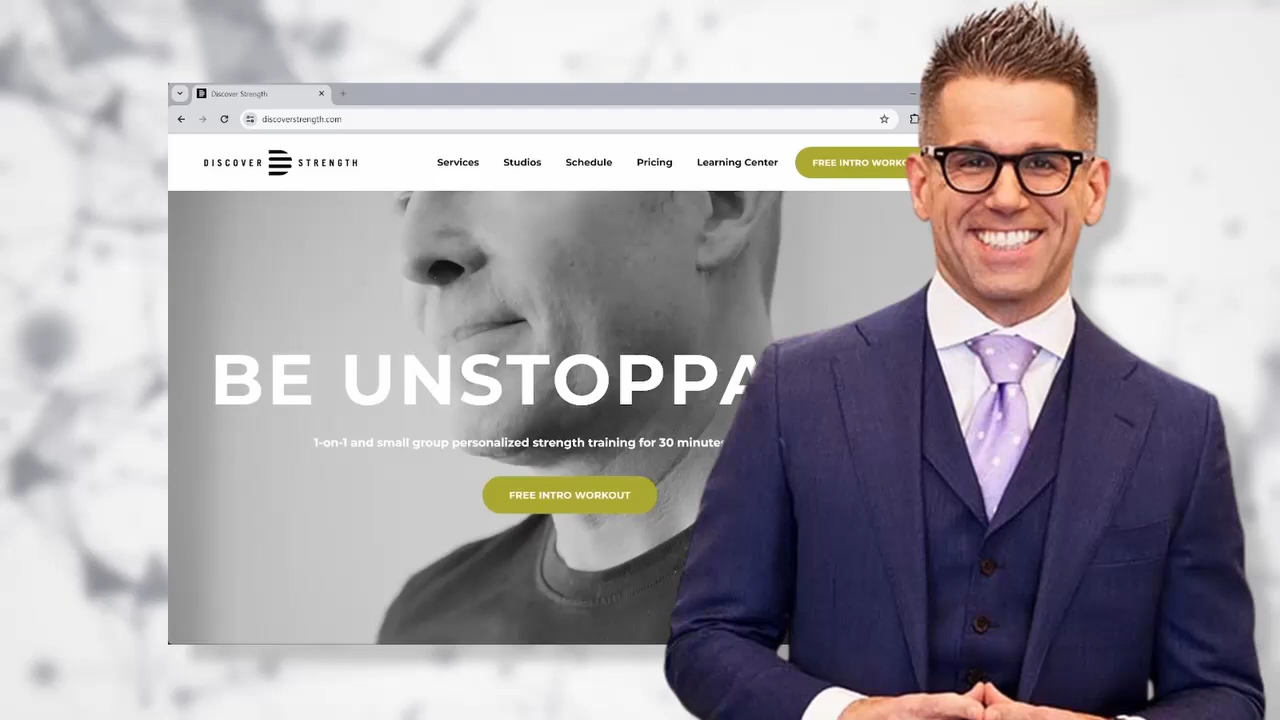 Discover Strength
discoverstrength.com
DISCOVER STRENGTH
Services Studios Schedule Pricing Learning Center FREE INTRO WORKO
BE UNSTOPPA
1-on-1 and small group personalized strength training for 30 minutes
FREE INTRO WORKOUT